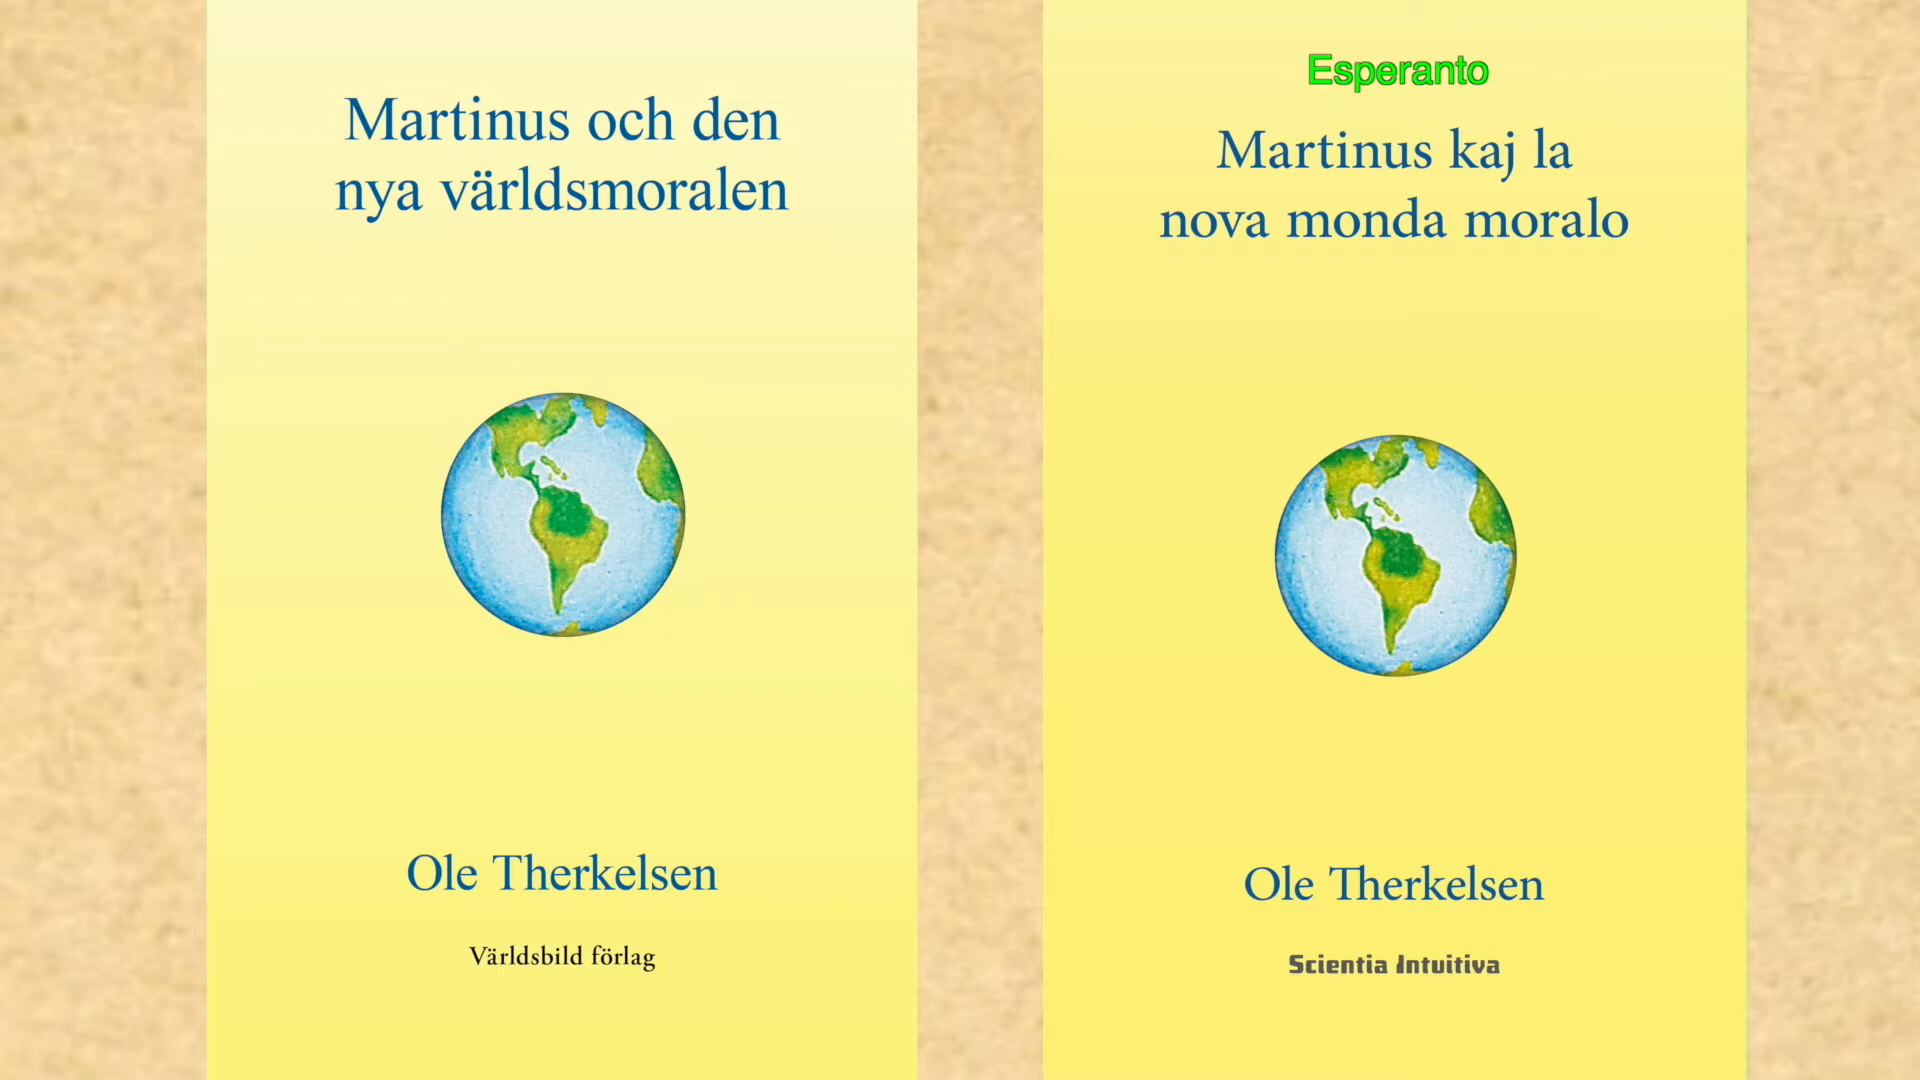 Martinus och den
nya världsmoralen
Ole Therkelsen
Världsbild förlag
Esperanto
Martinus kaj la
nova monda moralo
Ole Therkelsen
Scientia Intuitiva